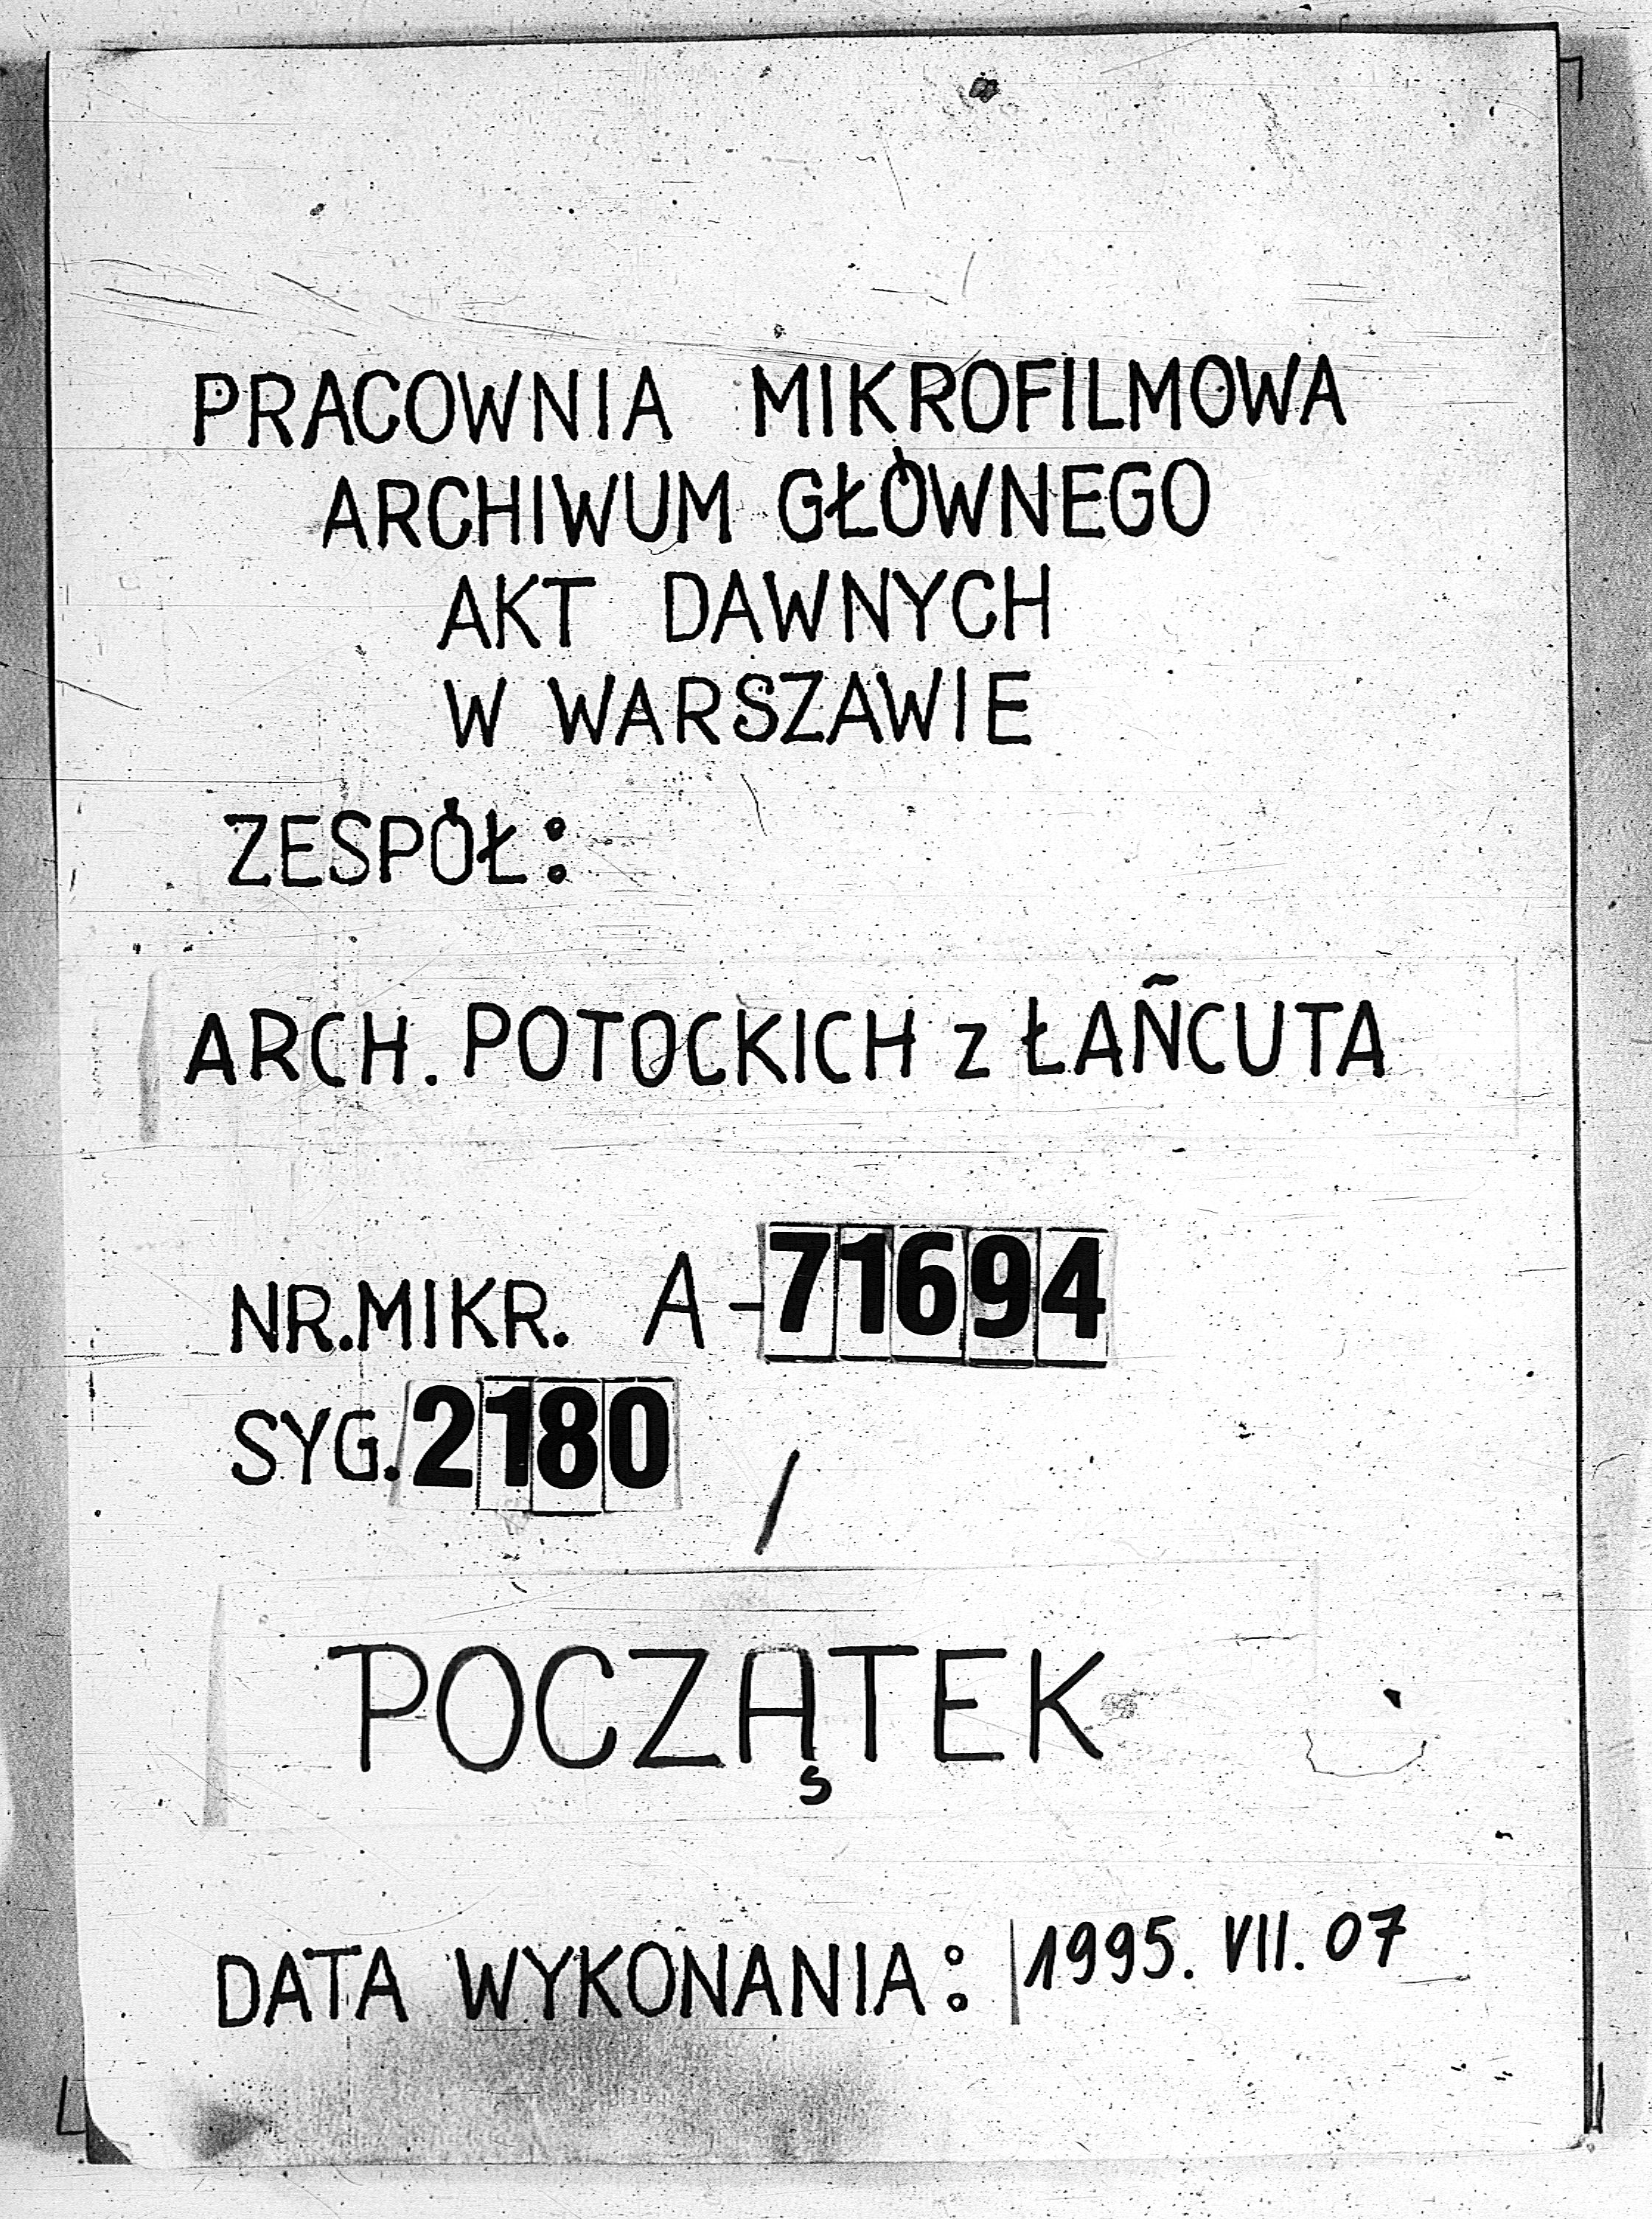 PRACOWNIA MIKROFILMOWA
ARCHIWUM GŁÓWNEGO
AKT DAWNYCH
W WARSZAWIE
ZESPÓŁ:
ARCH. POTOCKICH z ŁAŃCUTA
NR.MIKR. A-71694
SYG. 2180 /
POCZĄTEK
DATA WYKONANIA: 1995. VII. 07